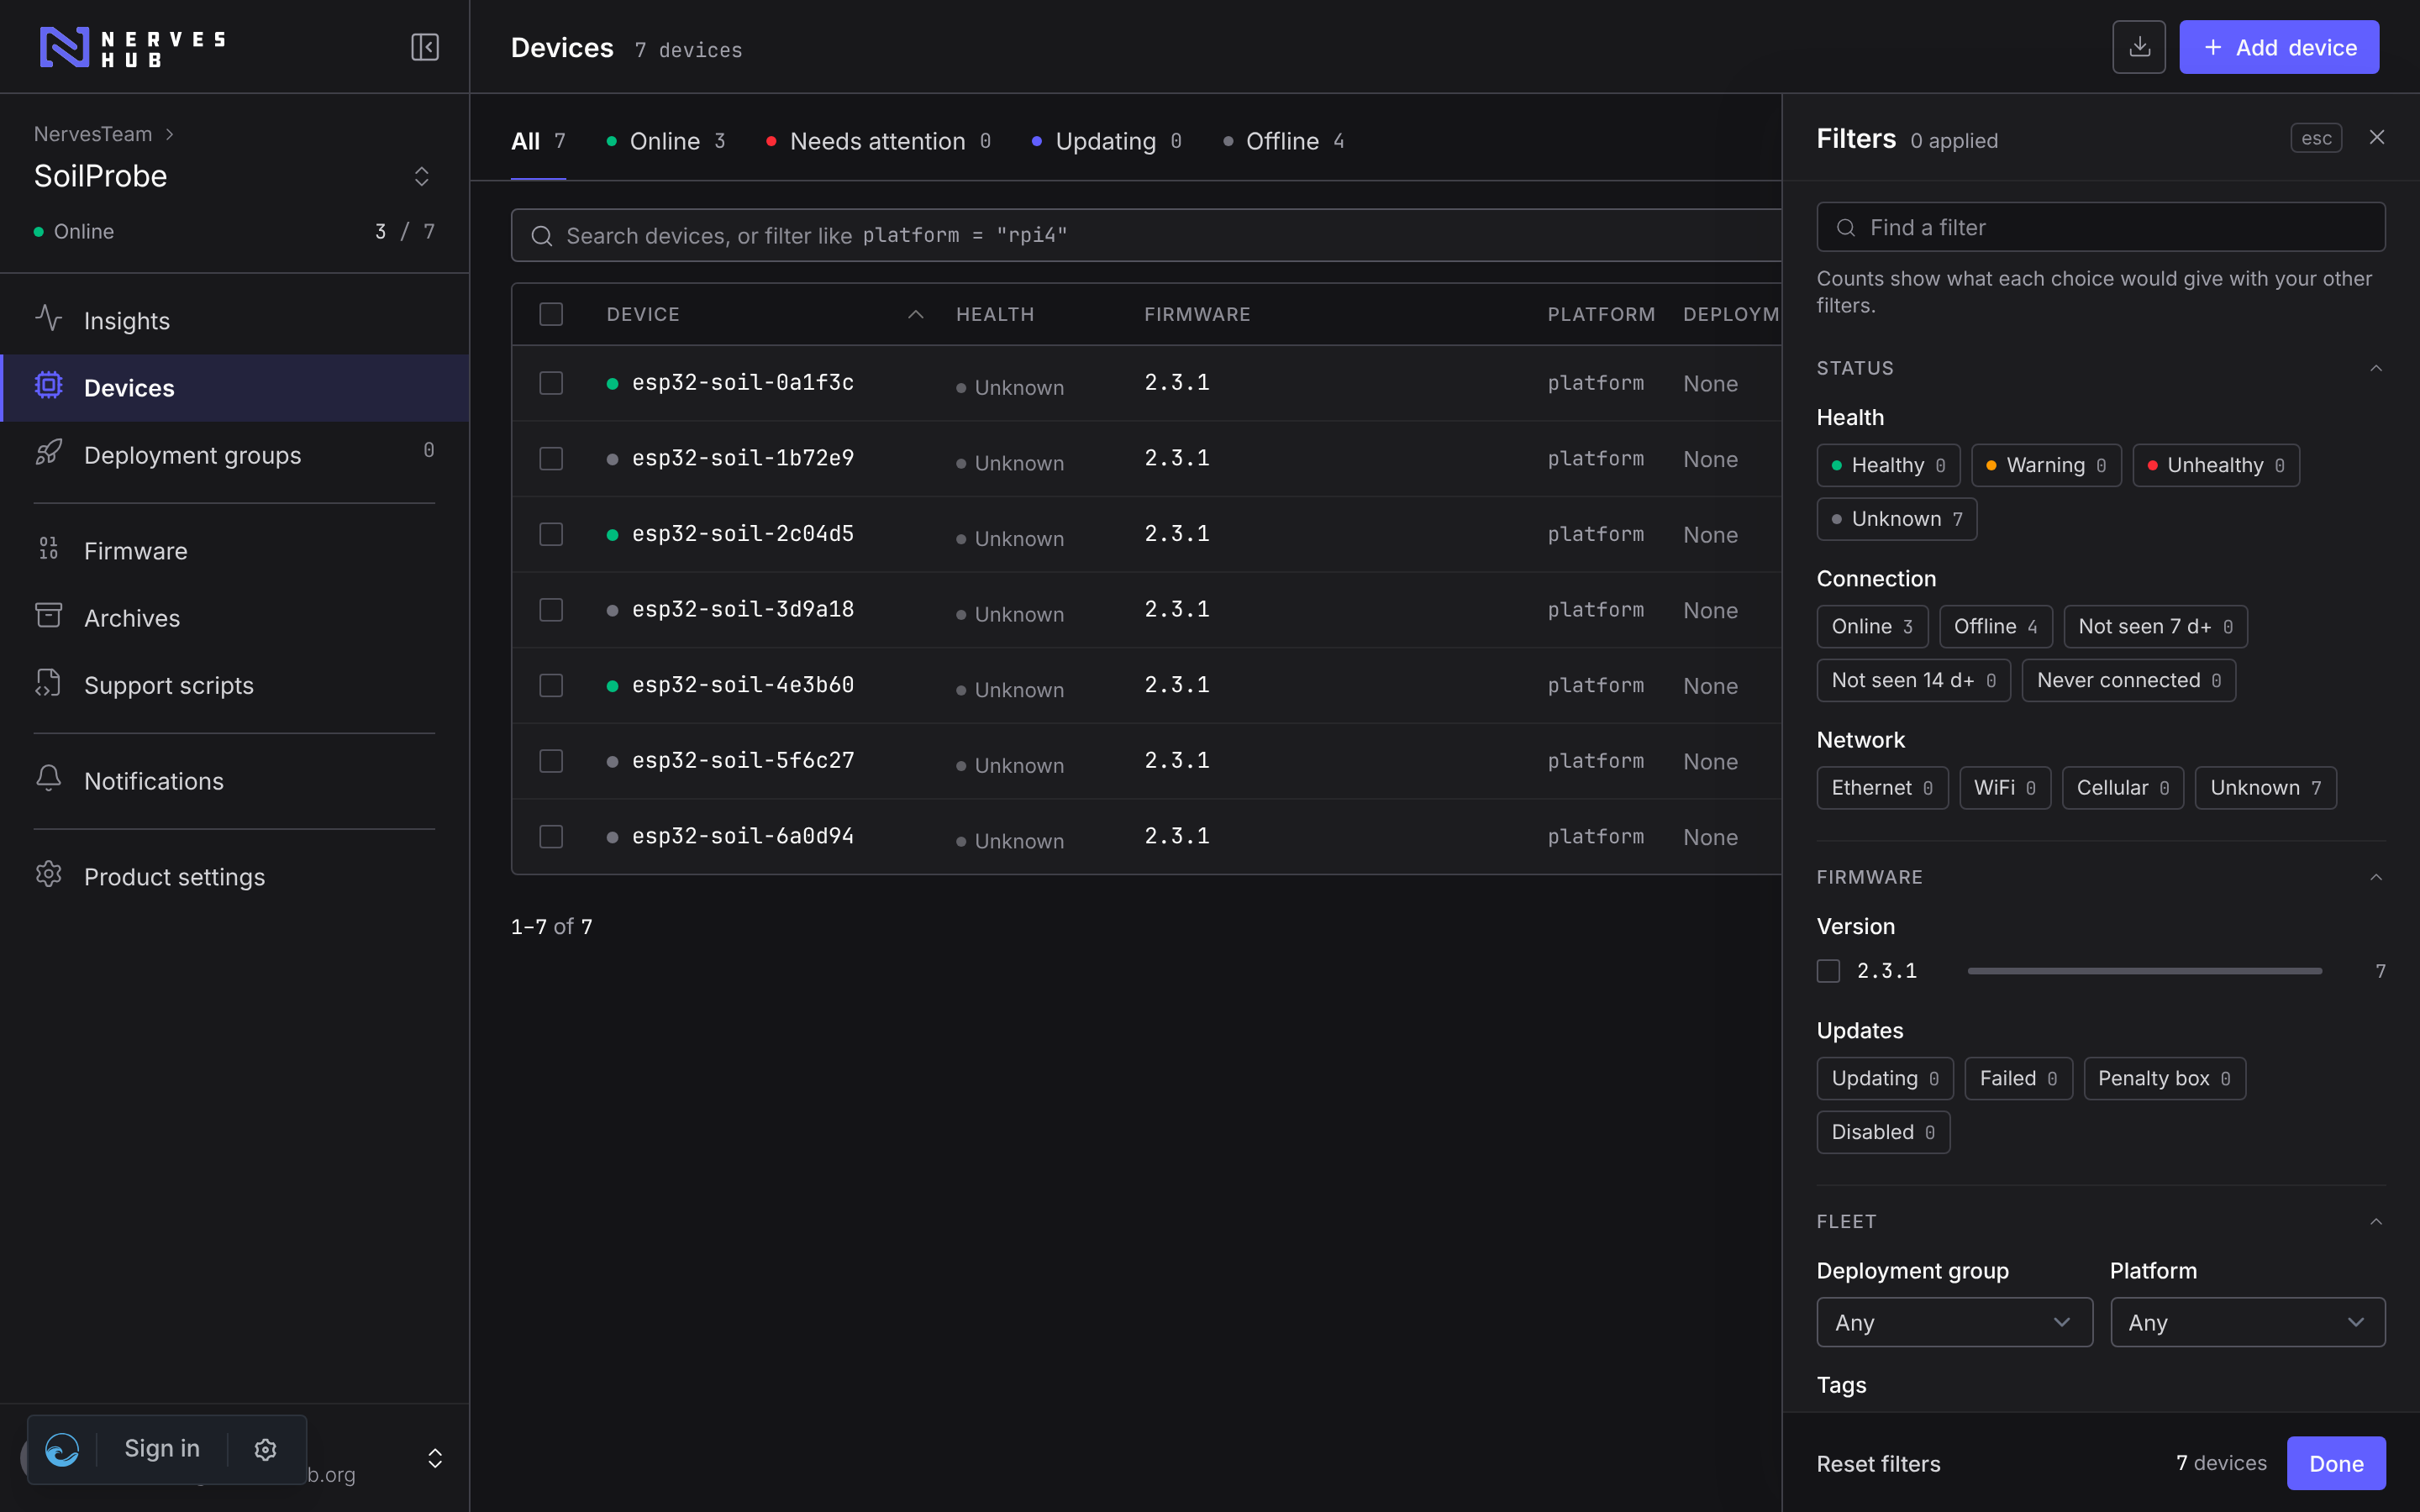 NERVES
HUB
NervesTeam
SoilProbe
Online 3 / 7
Insights
Devices
Deployment groups 0
Firmware
Archives
Support scripts
Notifications
Product settings
Sign in
b.org
Devices 7 devices
Add device
All 7 Online 3 Needs attention 0 Updating 0 Offline 4
Search devices, or filter like platform = "rpi4"
DEVICE HEALTH FIRMWARE PLATFORM DEPLOYM
esp32-soil-0a1f3c Unknown 2.3.1 platform None
esp32-soil-1b72e9 Unknown 2.3.1 platform None
esp32-soil-2c04d5 Unknown 2.3.1 platform None
esp32-soil-3d9a18 Unknown 2.3.1 platform None
esp32-soil-4e3b60 Unknown 2.3.1 platform None
esp32-soil-5f6c27 Unknown 2.3.1 platform None
esp32-soil-6a0d94 Unknown 2.3.1 platform None
1–7 of 7
Filters 0 applied esc
Find a filter
Counts show what each choice would give with your other
filters.
STATUS
Health
Healthy 0 Warning 0 Unhealthy 0
Unknown 7
Connection
Online 3 Offline 4 Not seen 7 d+ 0
Not seen 14 d+ 0 Never connected 0
Network
Ethernet 0 WiFi 0 Cellular 0 Unknown 7
FIRMWARE
Version
2.3.1 7
Updates
Updating 0 Failed 0 Penalty box 0
Disabled 0
FLEET
Deployment group Platform
Any Any
Tags
Reset filters 7 devices Done